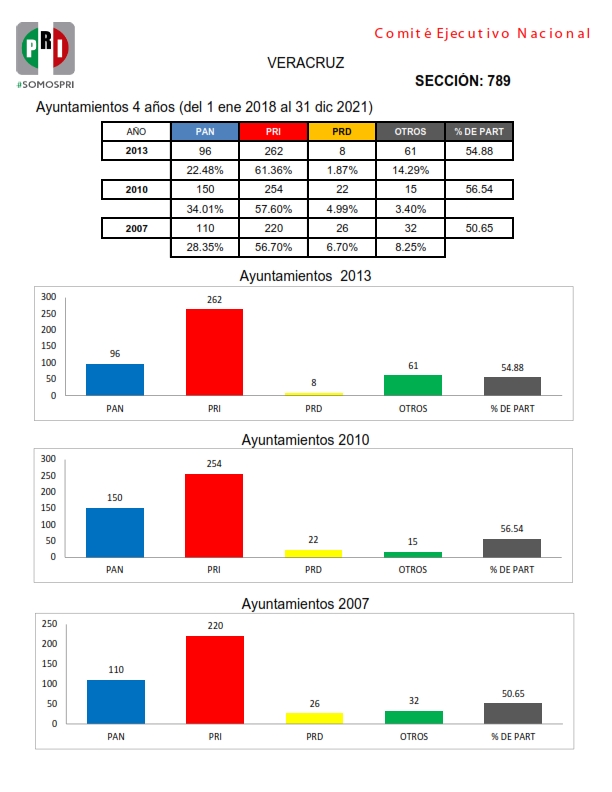 Comité Ejecutivo Nacional
PRI
#SOMOSPRI
VERACRUZ
SECCIÓN: 789
Ayuntamientos 4 años (del 1 ene 2018 al 31 dic 2021)
AÑO PAN PRI PRD OTROS % DE PART
2013 96 262 8 61 54.88
22.48% 61.36% 1.87% 14.29%
2010 150 254 22 15 56.54
34.01% 57.60% 4.99% 3.40%
2007 110 220 26 32 50.65
28.35% 56.70% 6.70% 8.25%
Ayuntamientos 2013
300
250
200
150
100
50
0
96 262 8 61 54.88
PAN PRI PRD OTROS % DE PART
Ayuntamientos 2010
300
250
200
150
100
50
0
150 254 22 15 56.54
PAN PRI PRD OTROS % DE PART
Ayuntamientos 2007
250
200
150
100
50
0
110 220 26 32 50.65
PAN PRI PRD OTROS % DE PART